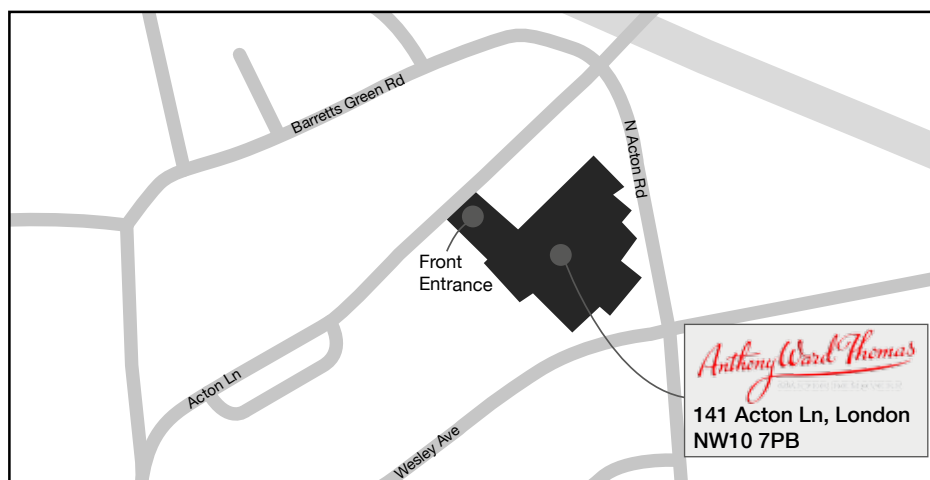 Barretts Green Rd
N Acton Rd
Front
Entrance
Acton Ln
Wesley Ave
Anthony Ward Thomas
141 Acton Ln, London
NW10 7PB